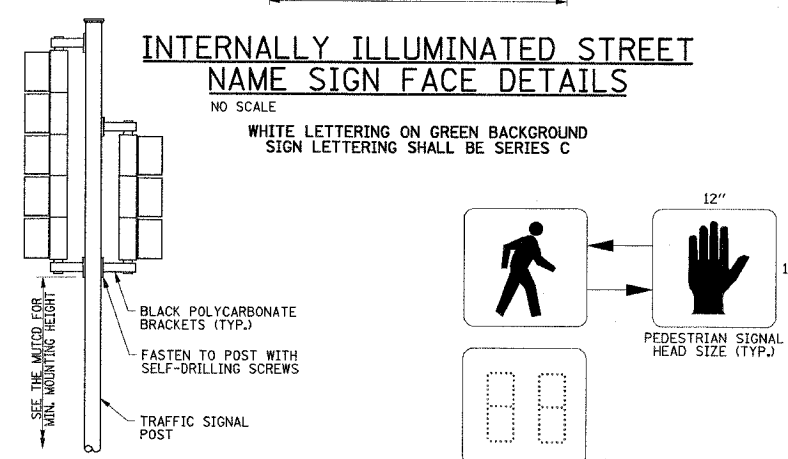 INTERNALLY ILLUMINATED STREET
NAME SIGN FACE DETAILS
NO SCALE
WHITE LETTERING ON GREEN BACKGROUND
SIGN LETTERING SHALL BE SERIES C
12"
1
PEDESTRIAN SIGNAL
HEAD SIZE (TYP.)
BLACK POLYCARBONATE
BRACKETS (TYP.)
FASTEN TO POST WITH
SELF-DRILLING SCREWS
TRAFFIC SIGNAL
POST
SEE THE MUTCD FOR
MIN. MOUNTING HEIGHT
88